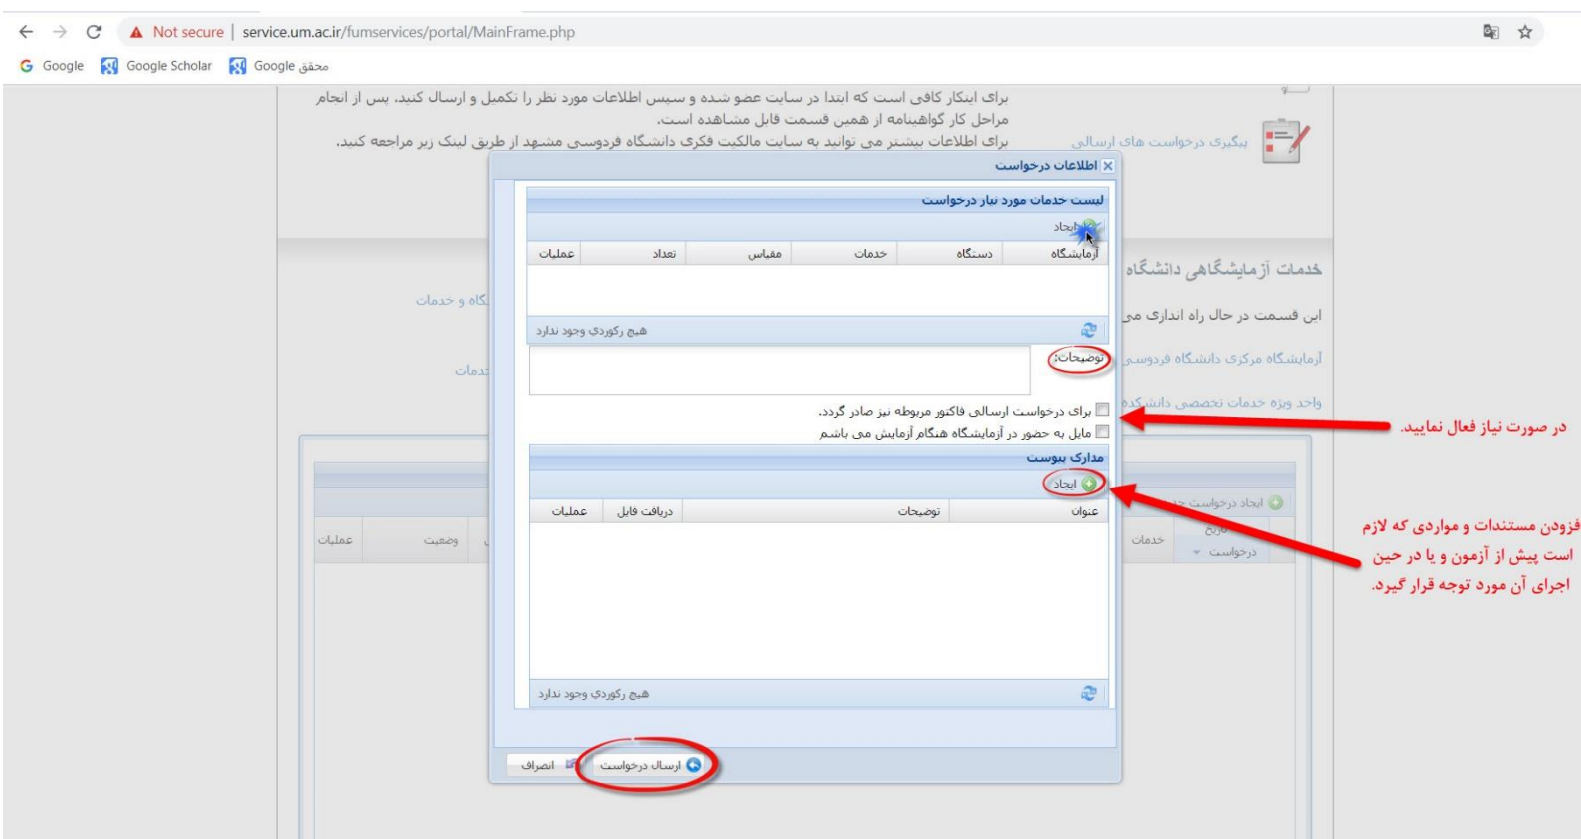 Not secure | service.um.ac.ir/fumservices/portal/MainFrame.php
Google Google Scholar Google محقق
برای اینکار کافی است که ابتدا در سایت عضو شده و سپس اطلاعات مورد نظر را تکمیل و ارسال کنید. پس از انجام
مراحل کار گواهینامه از همین قسمت قابل مشاهده است.
برای اطلاعات بیشتر می توانید به سایت مالکیت فکری دانشگاه فردوسی مشهد از طریق لینک زیر مراجعه کنید.
پیگیری درخواست های ارسالی
اطلاعات درخواست
لیست خدمات مورد نیاز درخواست
ایجاد
آزمایشگاه دستگاه خدمات مقیاس تعداد عملیات
هیچ رکوردي وجود ندارد
خدمات آزمایشگاهی دانشگاه
گاه و خدمات
این قسمت در حال راه اندازی می
توضیحات:
آزمایشگاه مرکزی دانشگاه فردوسی
خدمات
واحد ویژه خدمات تخصصی دانشکده
برای درخواست ارسالی فاکتور مربوطه نیز صادر گردد.
مایل به حضور در آزمایشگاه هنگام آزمایش می باشم
در صورت نیاز فعال نمایید.
مدارک پیوست
ایجاد
عنوان توضیحات دریافت فایل عملیات
ایجاد درخواست
تاریخ
درخواست
خدمات
وضعیت عملیات
افزودن مستندات و مواردی که لازم
است پیش از آزمون و یا در حین
اجرای آن مورد توجه قرار گیرد.
هیچ رکوردي وجود ندارد
ارسال درخواست انصراف